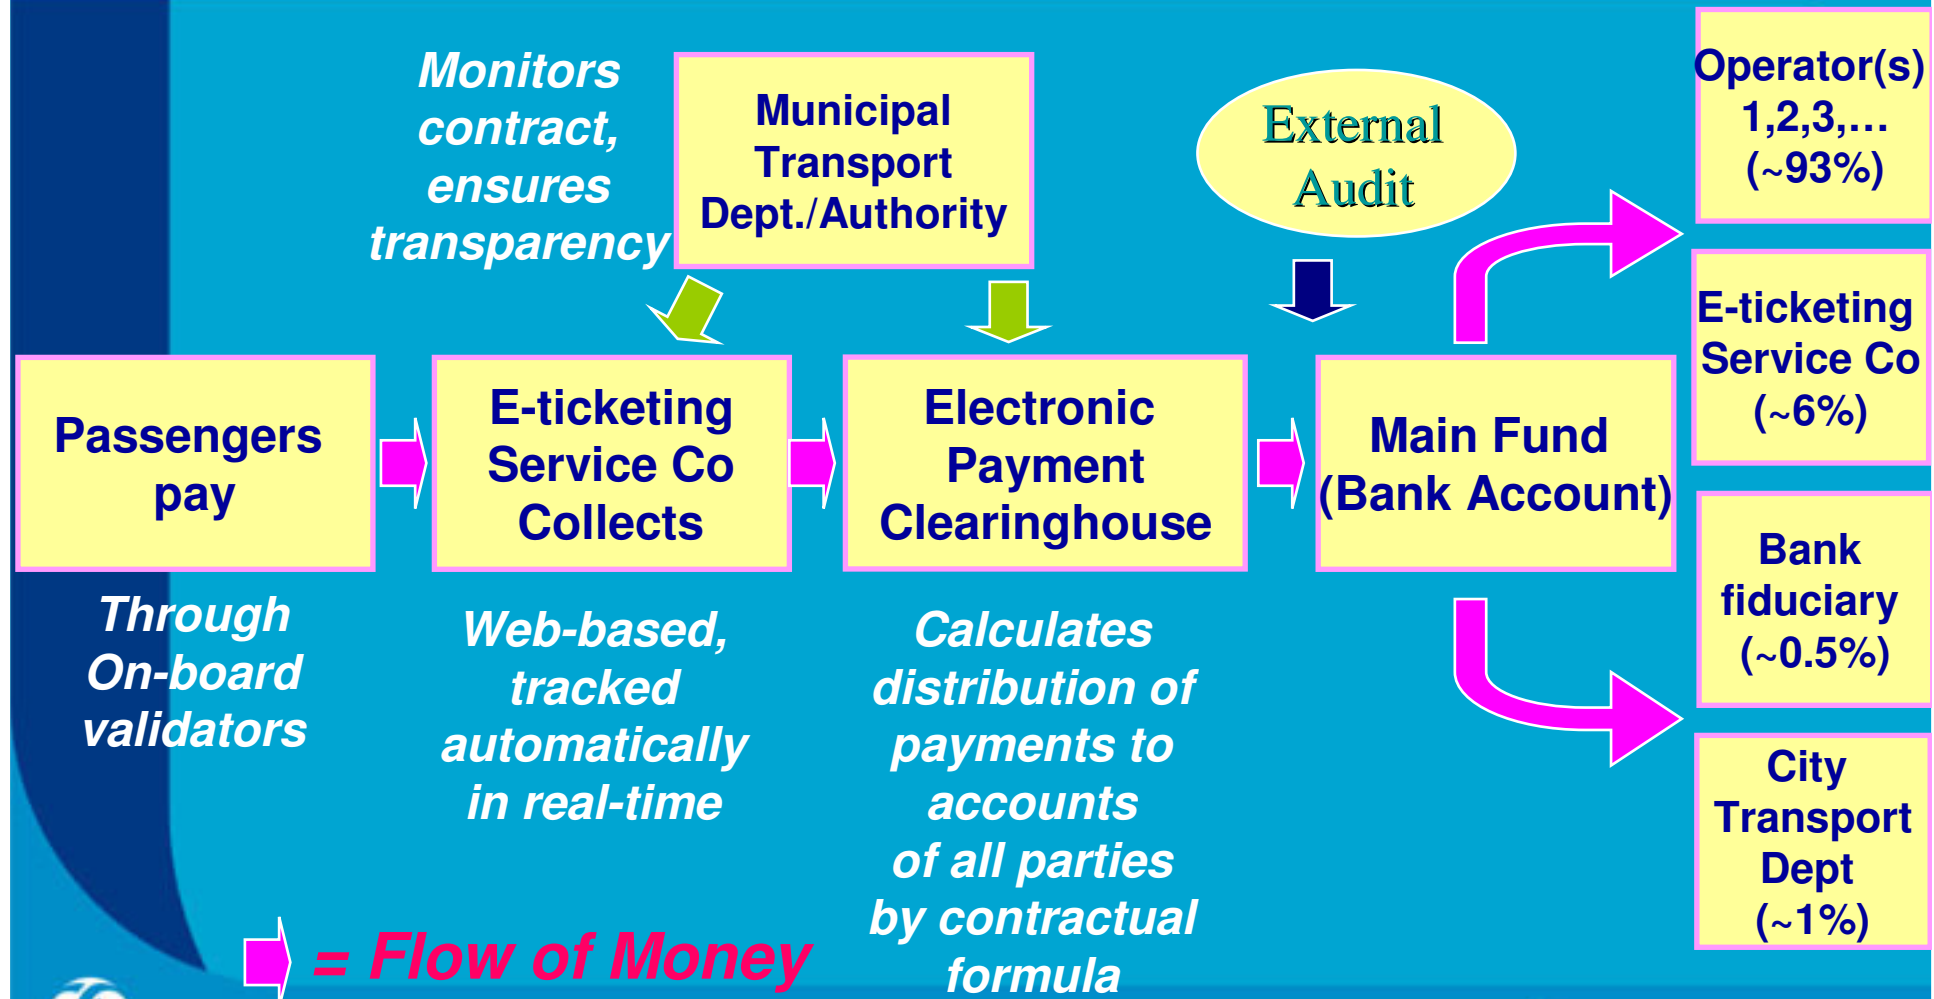 Monitors
contract,
ensures
transparency
Municipal
Transport
Dept./Authority
External
Audit
Operator(s)
1,2,3,...
(~93%)
E-ticketing
Service Co
(~6%)
Passengers
pay
E-ticketing
Service Co
Collects
Electronic
Payment
Clearinghouse
Main Fund
(Bank Account)
Bank
fiduciary
(~0.5%)
City
Transport
Dept
(~1%)
Through
On-board
validators
Web-based,
tracked
automatically
in real-time
Calculates
distribution of
payments to
accounts
of all parties
by contractual
formula
= Flow of Money